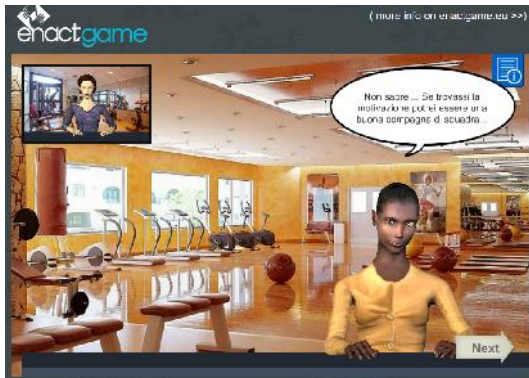 enactgame
( more info on enactgame.eu >>)
Non saprei ... Se trovassi la
motivazione potrei essere una
buona compagna di squadra...
Next